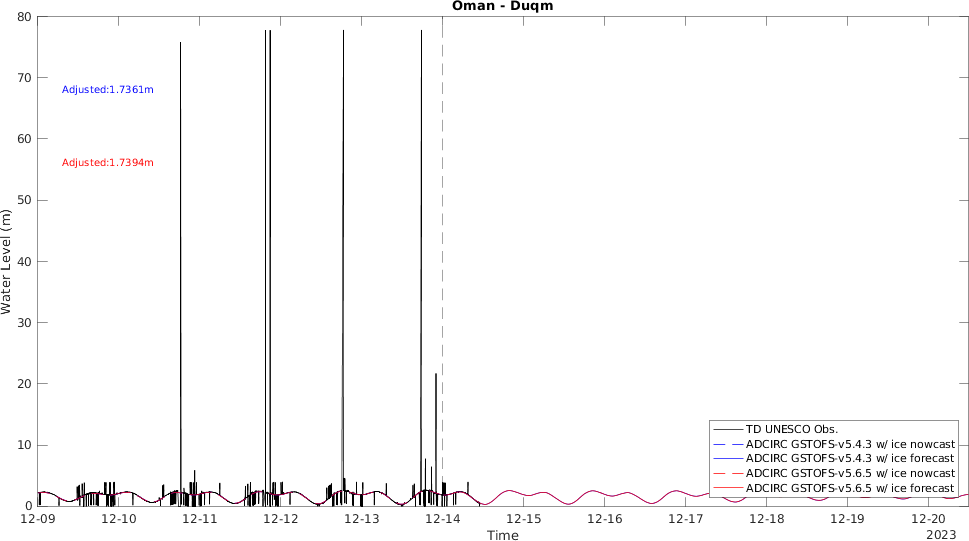 Oman - Duqm
80
70
60
50
40
30
20
10
0
Water Level (m)
Adjusted:1.7361m
Adjusted:1.7394m
TD UNESCO Obs.
ADCIRC GSTOFS-v5.4.3 w/ ice nowcast
ADCIRC GSTOFS-v5.4.3 w/ ice forecast
ADCIRC GSTOFS-v5.6.5 w/ ice nowcast
ADCIRC GSTOFS-v5.6.5 w/ ice forecast
12-09 12-10 12-11 12-12 12-13 12-14 12-15 12-16 12-17 12-18 12-19 12-20
2023
Time